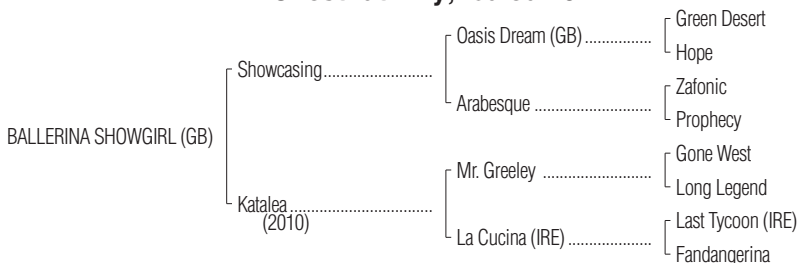 Green Desert
Oasis Dream (GB)
Hope
Showcasing
Zafonic
Arabesque
Prophecy
BALLERINA SHOWGIRL (GB)
Gone West
Mr. Greeley
Long Legend
Katalea
(2010)
Last Tycoon (IRE)
La Cucina (IRE)
Fandangerina